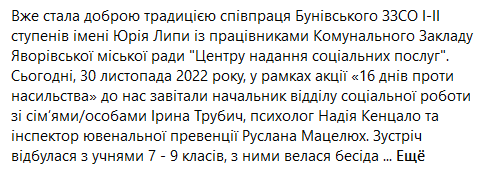 Вже стала доброю традицією співпраця Бунівського ЗЗСО І-ІІ
ступенів імені Юрія Липи із працівниками Комунального Закладу
Яворівської міської ради "Центру надання соціальних послуг".
Сьогодні, 30 листопада 2022 року, у рамках акції «16 днів проти
насильства» до нас завітали начальник відділу соціальної роботи
зі сім’ями/особами Ірина Трубич, психолог Надія Кенцало та
інспектор ювенальної превенції Руслана Мацелюх. Зустріч
відбулася з учнями 7 - 9 класів, з ними велася бесіда ... Ещё